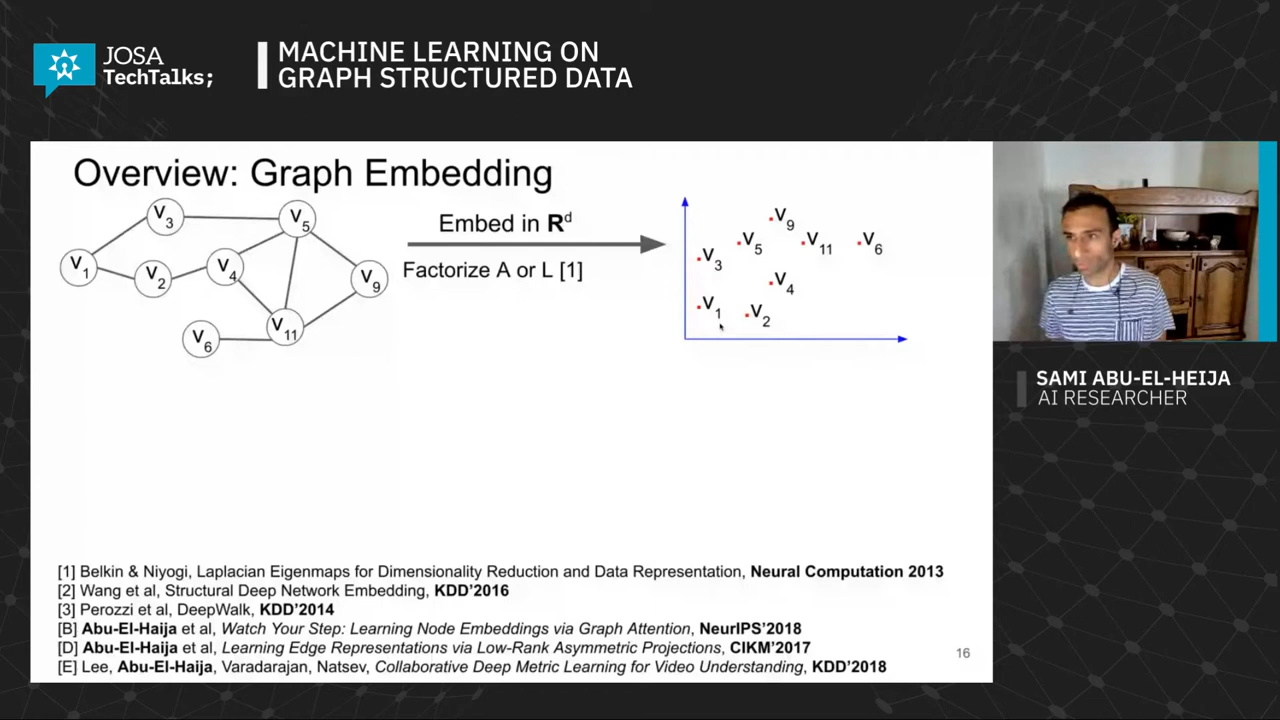 JOSA
TechTalks;
MACHINE LEARNING ON
GRAPH STRUCTURED DATA
Overview: Graph Embedding
V3
V5
V1
V2
V4
V9
V6
V11
Embed in Rd
Factorize A or L [1]
V9
V5
V11
V6
V3
V4
V1
V2
SAMI ABU-EL-HEIJA
AI RESEARCHER
[1] Belkin & Niyogi, Laplacian Eigenmaps for Dimensionality Reduction and Data Representation, Neural Computation 2013
[2] Wang et al, Structural Deep Network Embedding, KDD'2016
[3] Perozzi et al, DeepWalk, KDD'2014
[B] Abu-El-Haija et al, Watch Your Step: Learning Node Embeddings via Graph Attention, NeurIPS'2018
[D] Abu-El-Haija et al, Learning Edge Representations via Low-Rank Asymmetric Projections, CIKM'2017
[E] Lee, Abu-El-Haija, Varadarajan, Natsev, Collaborative Deep Metric Learning for Video Understanding, KDD'2018
16